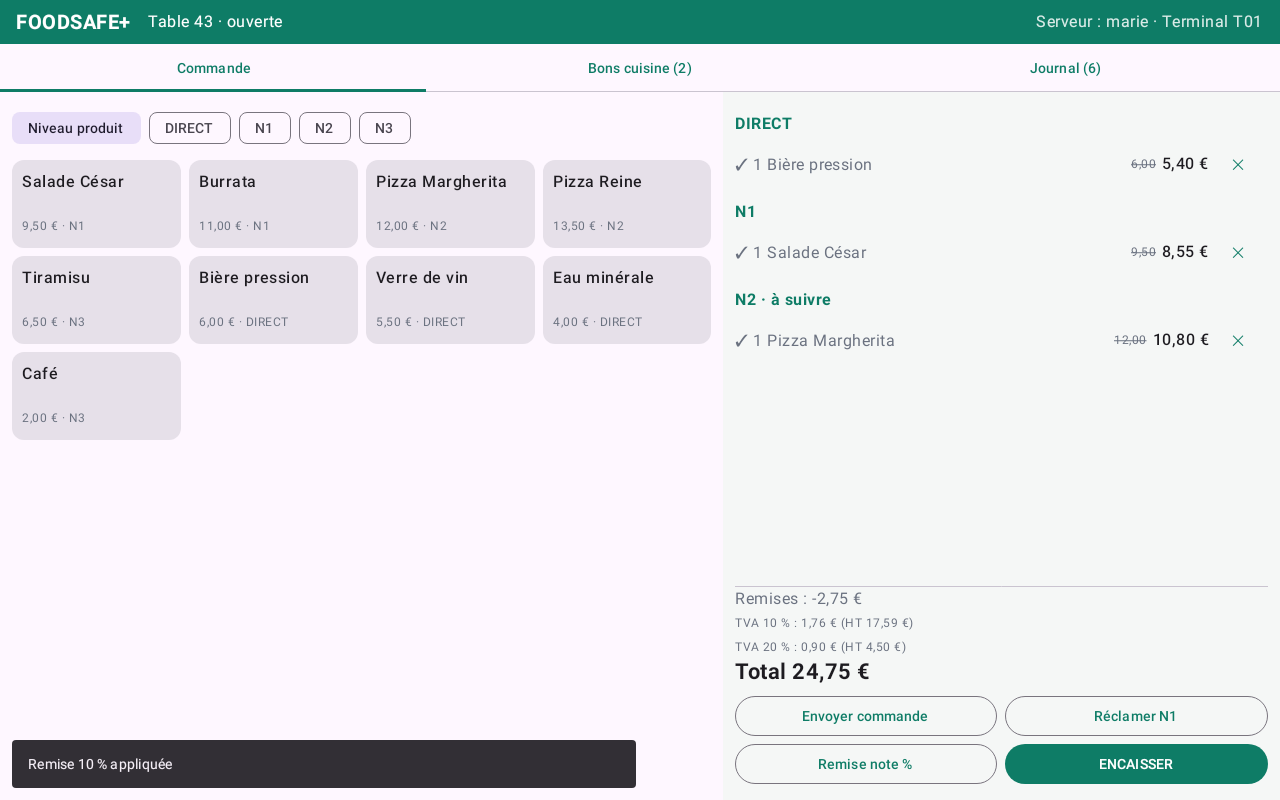 FOODSAFE+ Table 43 · ouverte Serveur : marie · Terminal T01
Commande Bons cuisine (2) Journal (6)
Niveau produit DIRECT N1 N2 N3
Salade César
9,50 € · N1
Burrata
11,00 € · N1
Pizza Margherita
12,00 € · N2
Pizza Reine
13,50 € · N2
Tiramisu
6,50 € · N3
Bière pression
6,00 € · DIRECT
Verre de vin
5,50 € · DIRECT
Eau minérale
4,00 € · DIRECT
Café
2,00 € · N3
Remise 10 % appliquée
DIRECT
✓ 1 Bière pression 6,00 5,40 €
N1
✓ 1 Salade César 9,50 8,55 €
N2 · à suivre
✓ 1 Pizza Margherita 12,00 10,80 €
Remises : -2,75 €
TVA 10 % : 1,76 € (HT 17,59 €)
TVA 20 % : 0,90 € (HT 4,50 €)
Total 24,75 €
Envoyer commande Réclamer N1
Remise note % ENCAISSER